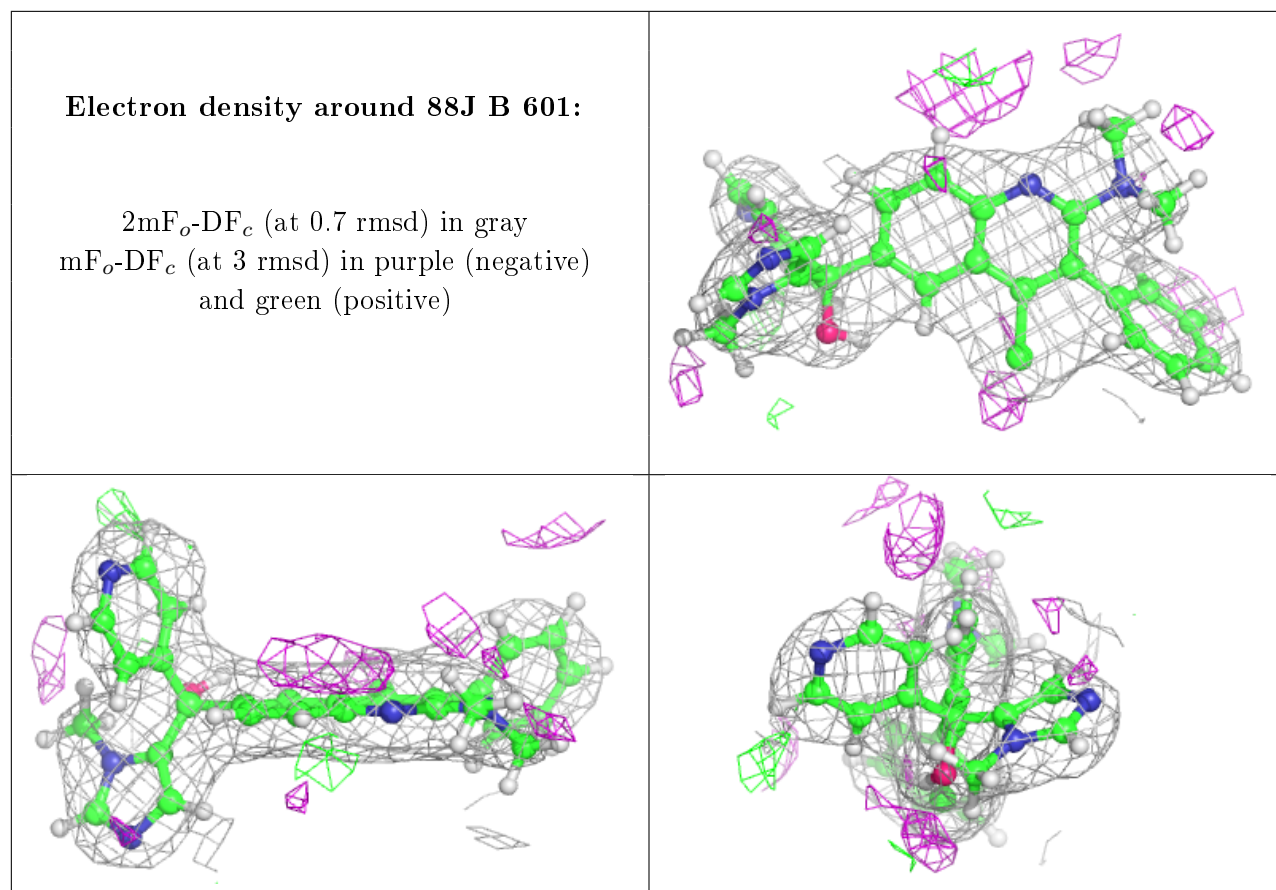 Electron density around 88J B 601:
2mFₒ-DF𝒸 (at 0.7 rmsd) in gray
mFₒ-DF𝒸 (at 3 rmsd) in purple (negative)
and green (positive)